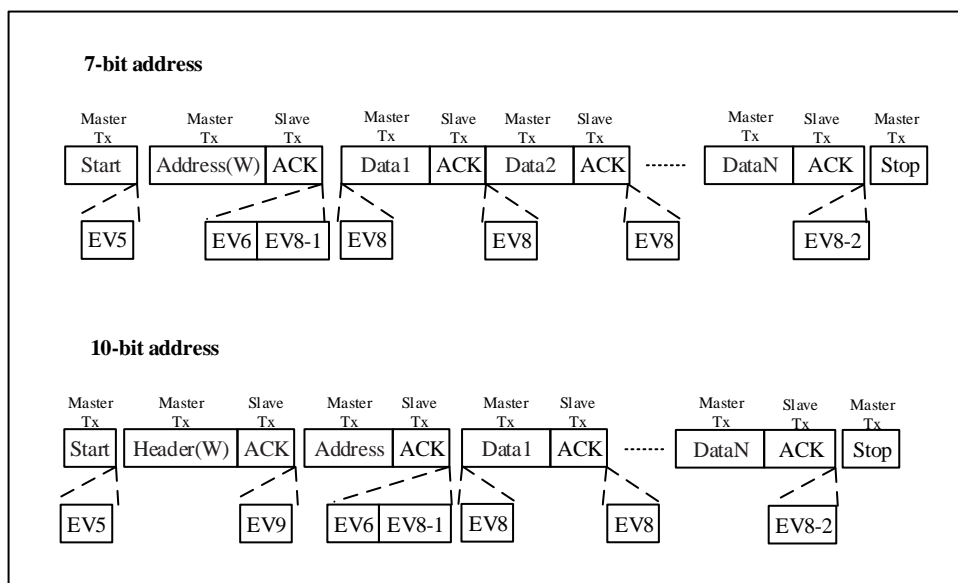 7-bit address
Master Tx Master Tx Slave Tx Master Tx Slave Tx Master Tx Slave Tx Master Tx Slave Tx Master Tx
Start Address(W) ACK Data1 ACK Data2 ACK DataN ACK Stop
EV5 EV6 EV8-1 EV8 EV8 EV8 EV8-2
10-bit address
Master Tx Master Tx Slave Tx Master Tx Slave Tx Master Tx Slave Tx Master Tx Slave Tx Master Tx
Start Header(W) ACK Address ACK Data1 ACK DataN ACK Stop
EV5 EV9 EV6 EV8-1 EV8 EV8 EV8-2